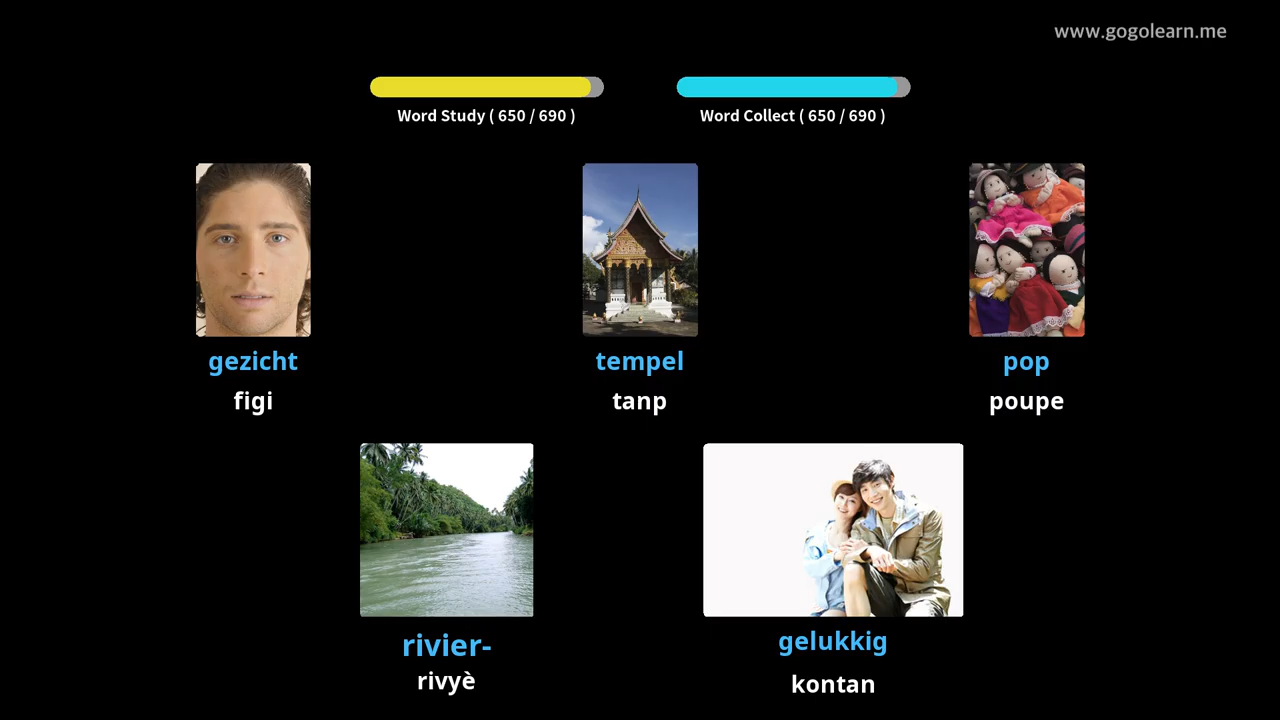 www.gogolearn.me
Word Study ( 650 / 690 )
Word Collect ( 650 / 690 )
gezicht
figi
tempel
tanp
pop
poupe
rivier-
rivyè
gelukkig
kontan